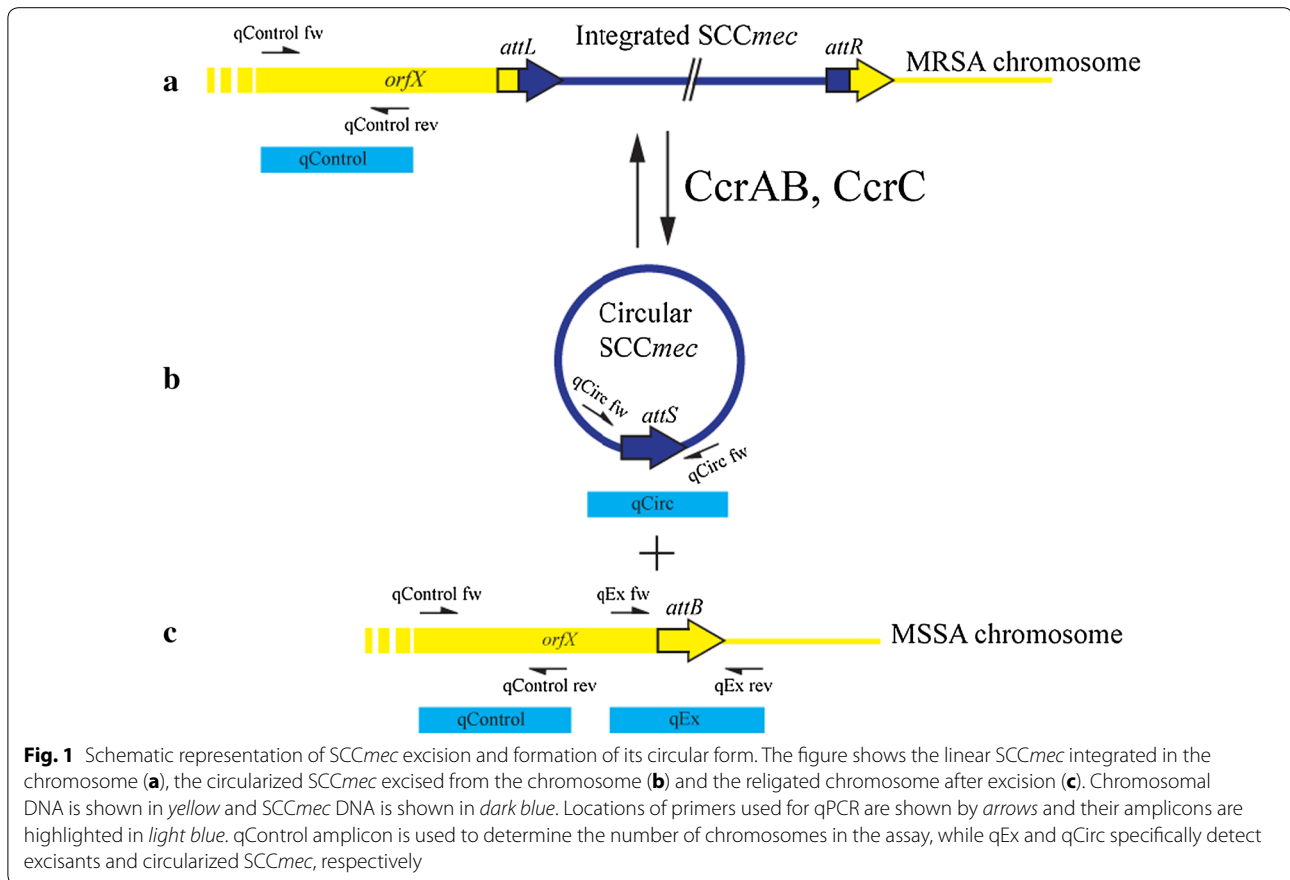 qControl fw
attL
Integrated SCCmec
attR
MRSA chromosome
a
orfX
qControl rev
qControl
CcrAB, CcrC
Circular
SCCmec
b
qCirc fw
attS
qCirc fw
qCirc
+
qControl fw
qEx fw
attB
c
orfX
MSSA chromosome
qControl rev
qEx rev
qControl
qEx
Fig. 1 Schematic representation of SCCmec excision and formation of its circular form. The figure shows the linear SCCmec integrated in the
chromosome (a), the circularized SCCmec excised from the chromosome (b) and the religated chromosome after excision (c). Chromosomal
DNA is shown in yellow and SCCmec DNA is shown in dark blue. Locations of primers used for qPCR are shown by arrows and their amplicons are
highlighted in light blue. qControl amplicon is used to determine the number of chromosomes in the assay, while qEx and qCirc specifically detect
excisants and circularized SCCmec, respectively